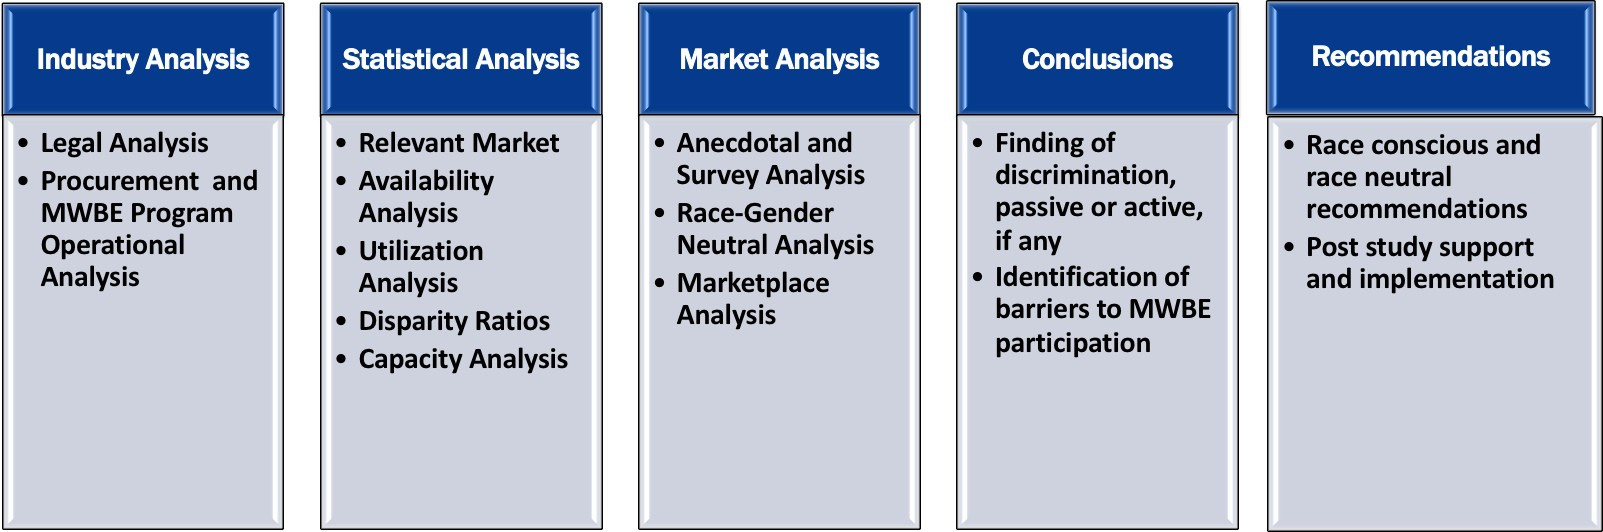 Industry Analysis
• Legal Analysis
• Procurement and
MWBE Program
Operational
Analysis
Statistical Analysis
• Relevant Market
• Availability
Analysis
• Utilization
Analysis
• Disparity Ratios
• Capacity Analysis
Market Analysis
• Anecdotal and
Survey Analysis
• Race-Gender
Neutral Analysis
• Marketplace
Analysis
Conclusions
• Finding of
discrimination,
passive or active,
if any
• Identification of
barriers to MWBE
participation
Recommendations
• Race conscious and
race neutral
recommendations
• Post study support
and implementation